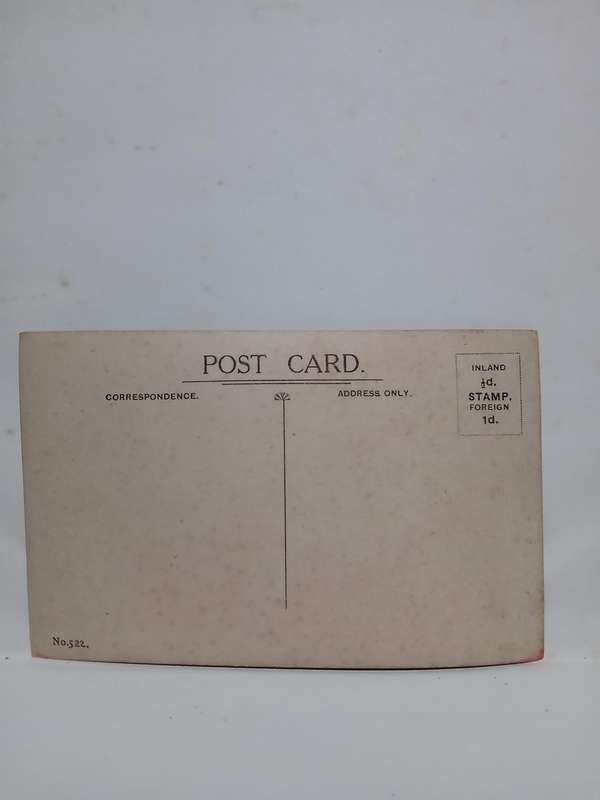 POST CARD.
CORRESPONDENCE.
ADDRESS ONLY.
INLAND
½d.
STAMP.
FOREIGN
1d.
No.522.